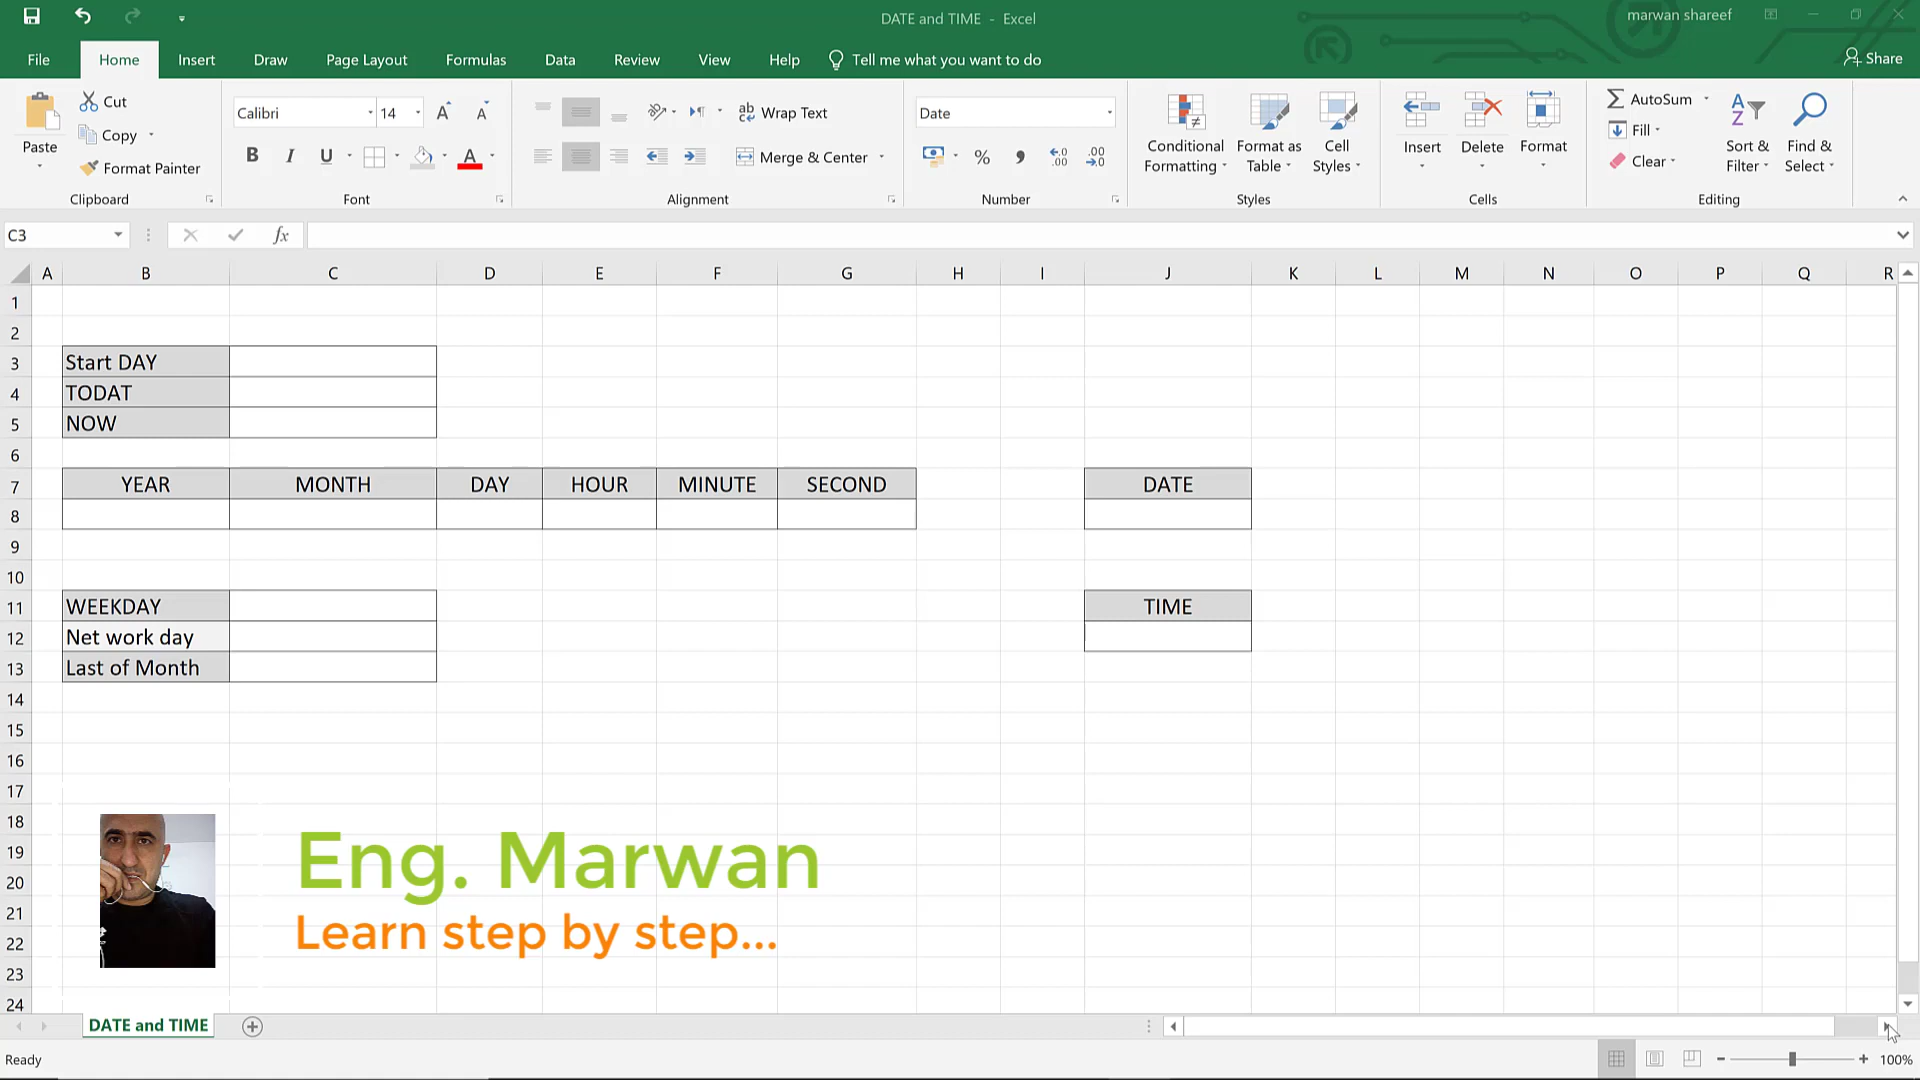 DATE and TIME - Excel
marwan shareef
File Home Insert Draw Page Layout Formulas Data Review View Help Tell me what you want to do Share
Paste
Cut
Copy
Format Painter
Clipboard
Calibri 14
B I U A
Font
Wrap Text
Merge & Center
Alignment
Date
% .00 .0
Number
Conditional Formatting
Format as Table
Cell Styles
Styles
Insert Delete Format
Cells
AutoSum
Fill
Clear
Sort & Filter
Find & Select
Editing
C3 fx
A B C D E F G H I J K L M N O P Q R
1
2
3 Start DAY
4 TODAT
5 NOW
6
7 YEAR MONTH DAY HOUR MINUTE SECOND DATE
8
9
10
11 WEEKDAY TIME
12 Net work day
13 Last of Month
14
15
16
17
18
19
20
21
22
23
24
Eng. Marwan
Learn step by step...
DATE and TIME
Ready
100%